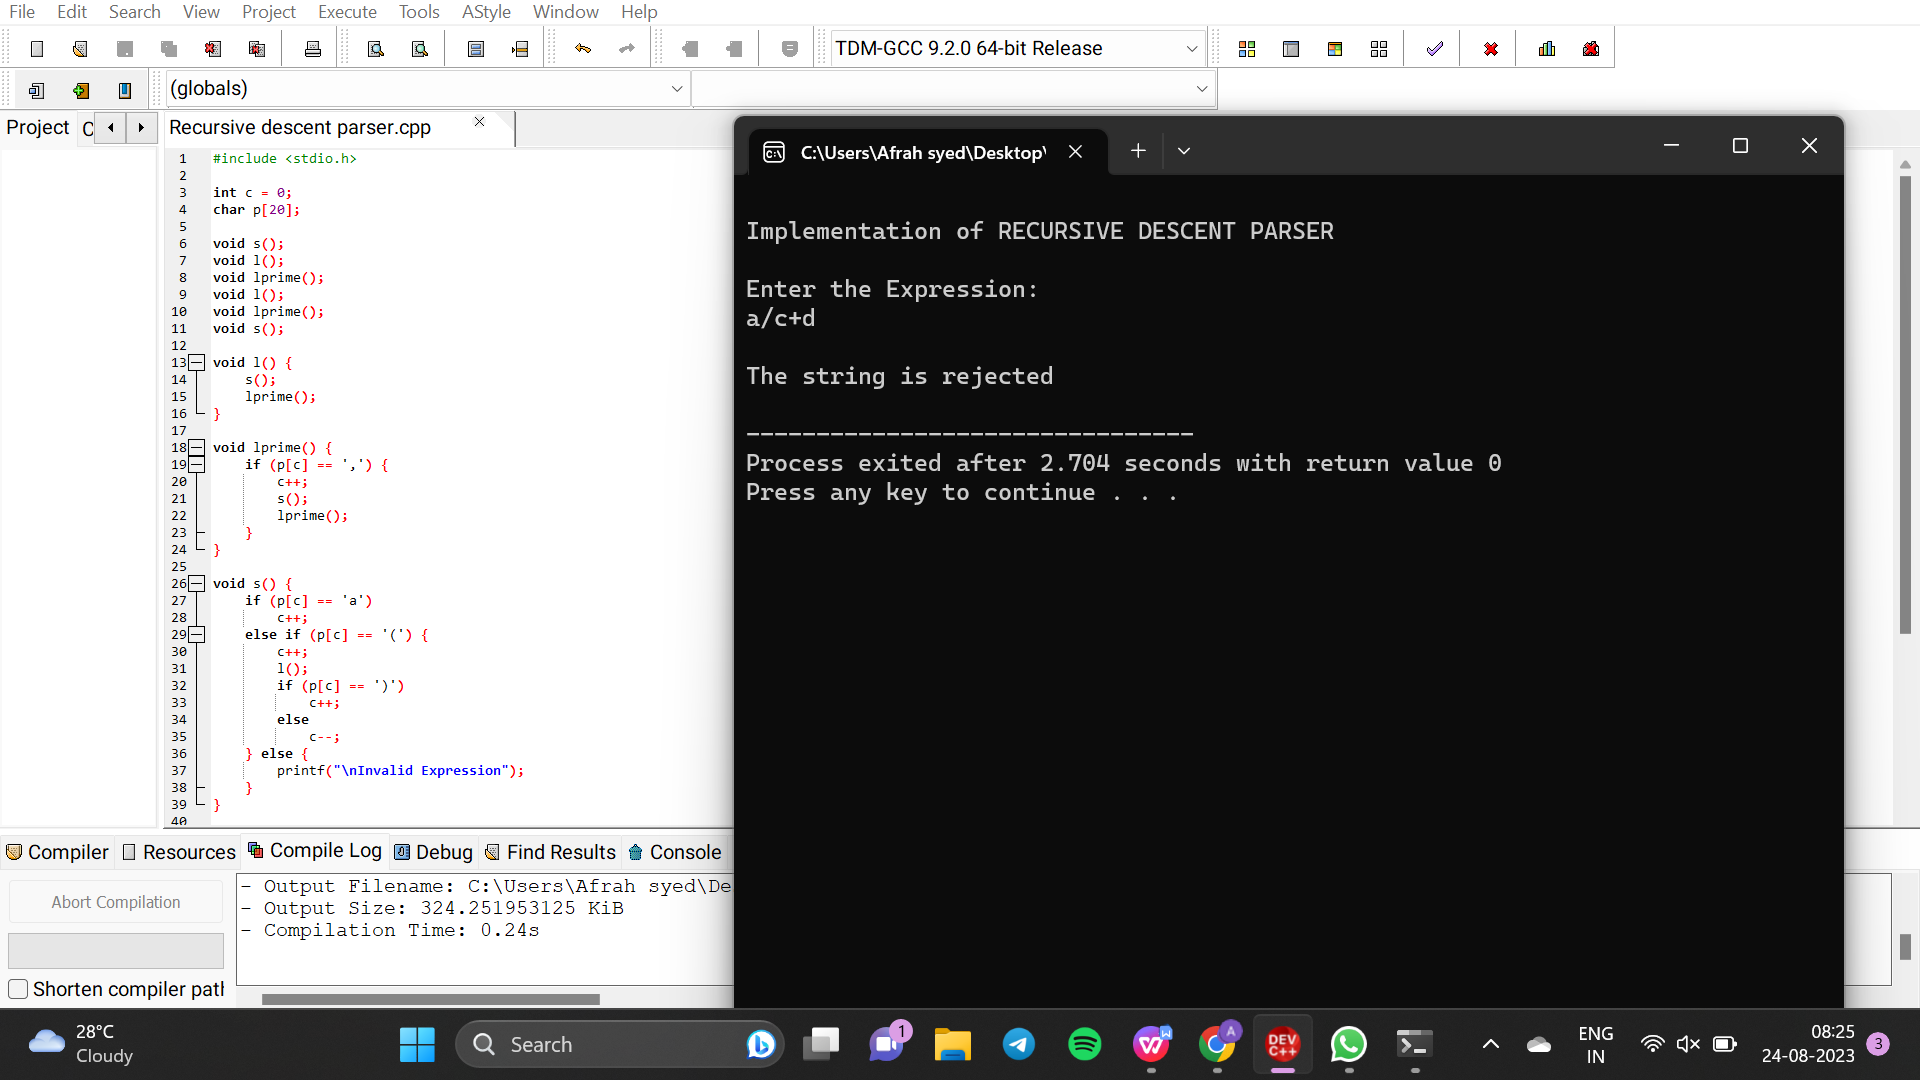 File Edit Search View Project Execute Tools AStyle Window Help
TDM-GCC 9.2.0 64-bit Release
(globals)
Project C
Recursive descent parser.cpp
1 #include <stdio.h>
2
3 int c = 0;
4 char p[20];
5
6 void s();
7 void l();
8 void lprime();
9 void l();
10 void lprime();
11 void s();
12
13 void l() {
14 s();
15 lprime();
16 }
17
18 void lprime() {
19 if (p[c] == ',') {
20 c++;
21 s();
22 lprime();
23 }
24 }
25
26 void s() {
27 if (p[c] == 'a')
28 c++;
29 else if (p[c] == '(') {
30 c++;
31 l();
32 if (p[c] == ')')
33 c++;
34 else
35 c--;
36 } else {
37 printf("\nInvalid Expression");
38 }
39 }
40
C:\Users\Afrah syed\Desktop\
Implementation of RECURSIVE DESCENT PARSER
Enter the Expression:
a/c+d
The string is rejected
--------------------------------
Process exited after 2.704 seconds with return value 0
Press any key to continue . . .
Compiler Resources Compile Log Debug Find Results Console
Abort Compilation
Shorten compiler path
- Output Filename: C:\Users\Afrah syed\De
- Output Size: 324.251953125 KiB
- Compilation Time: 0.24s
28°C
Cloudy
Search
1
A
DEV
C++
ENG
IN
08:25
24-08-2023
3